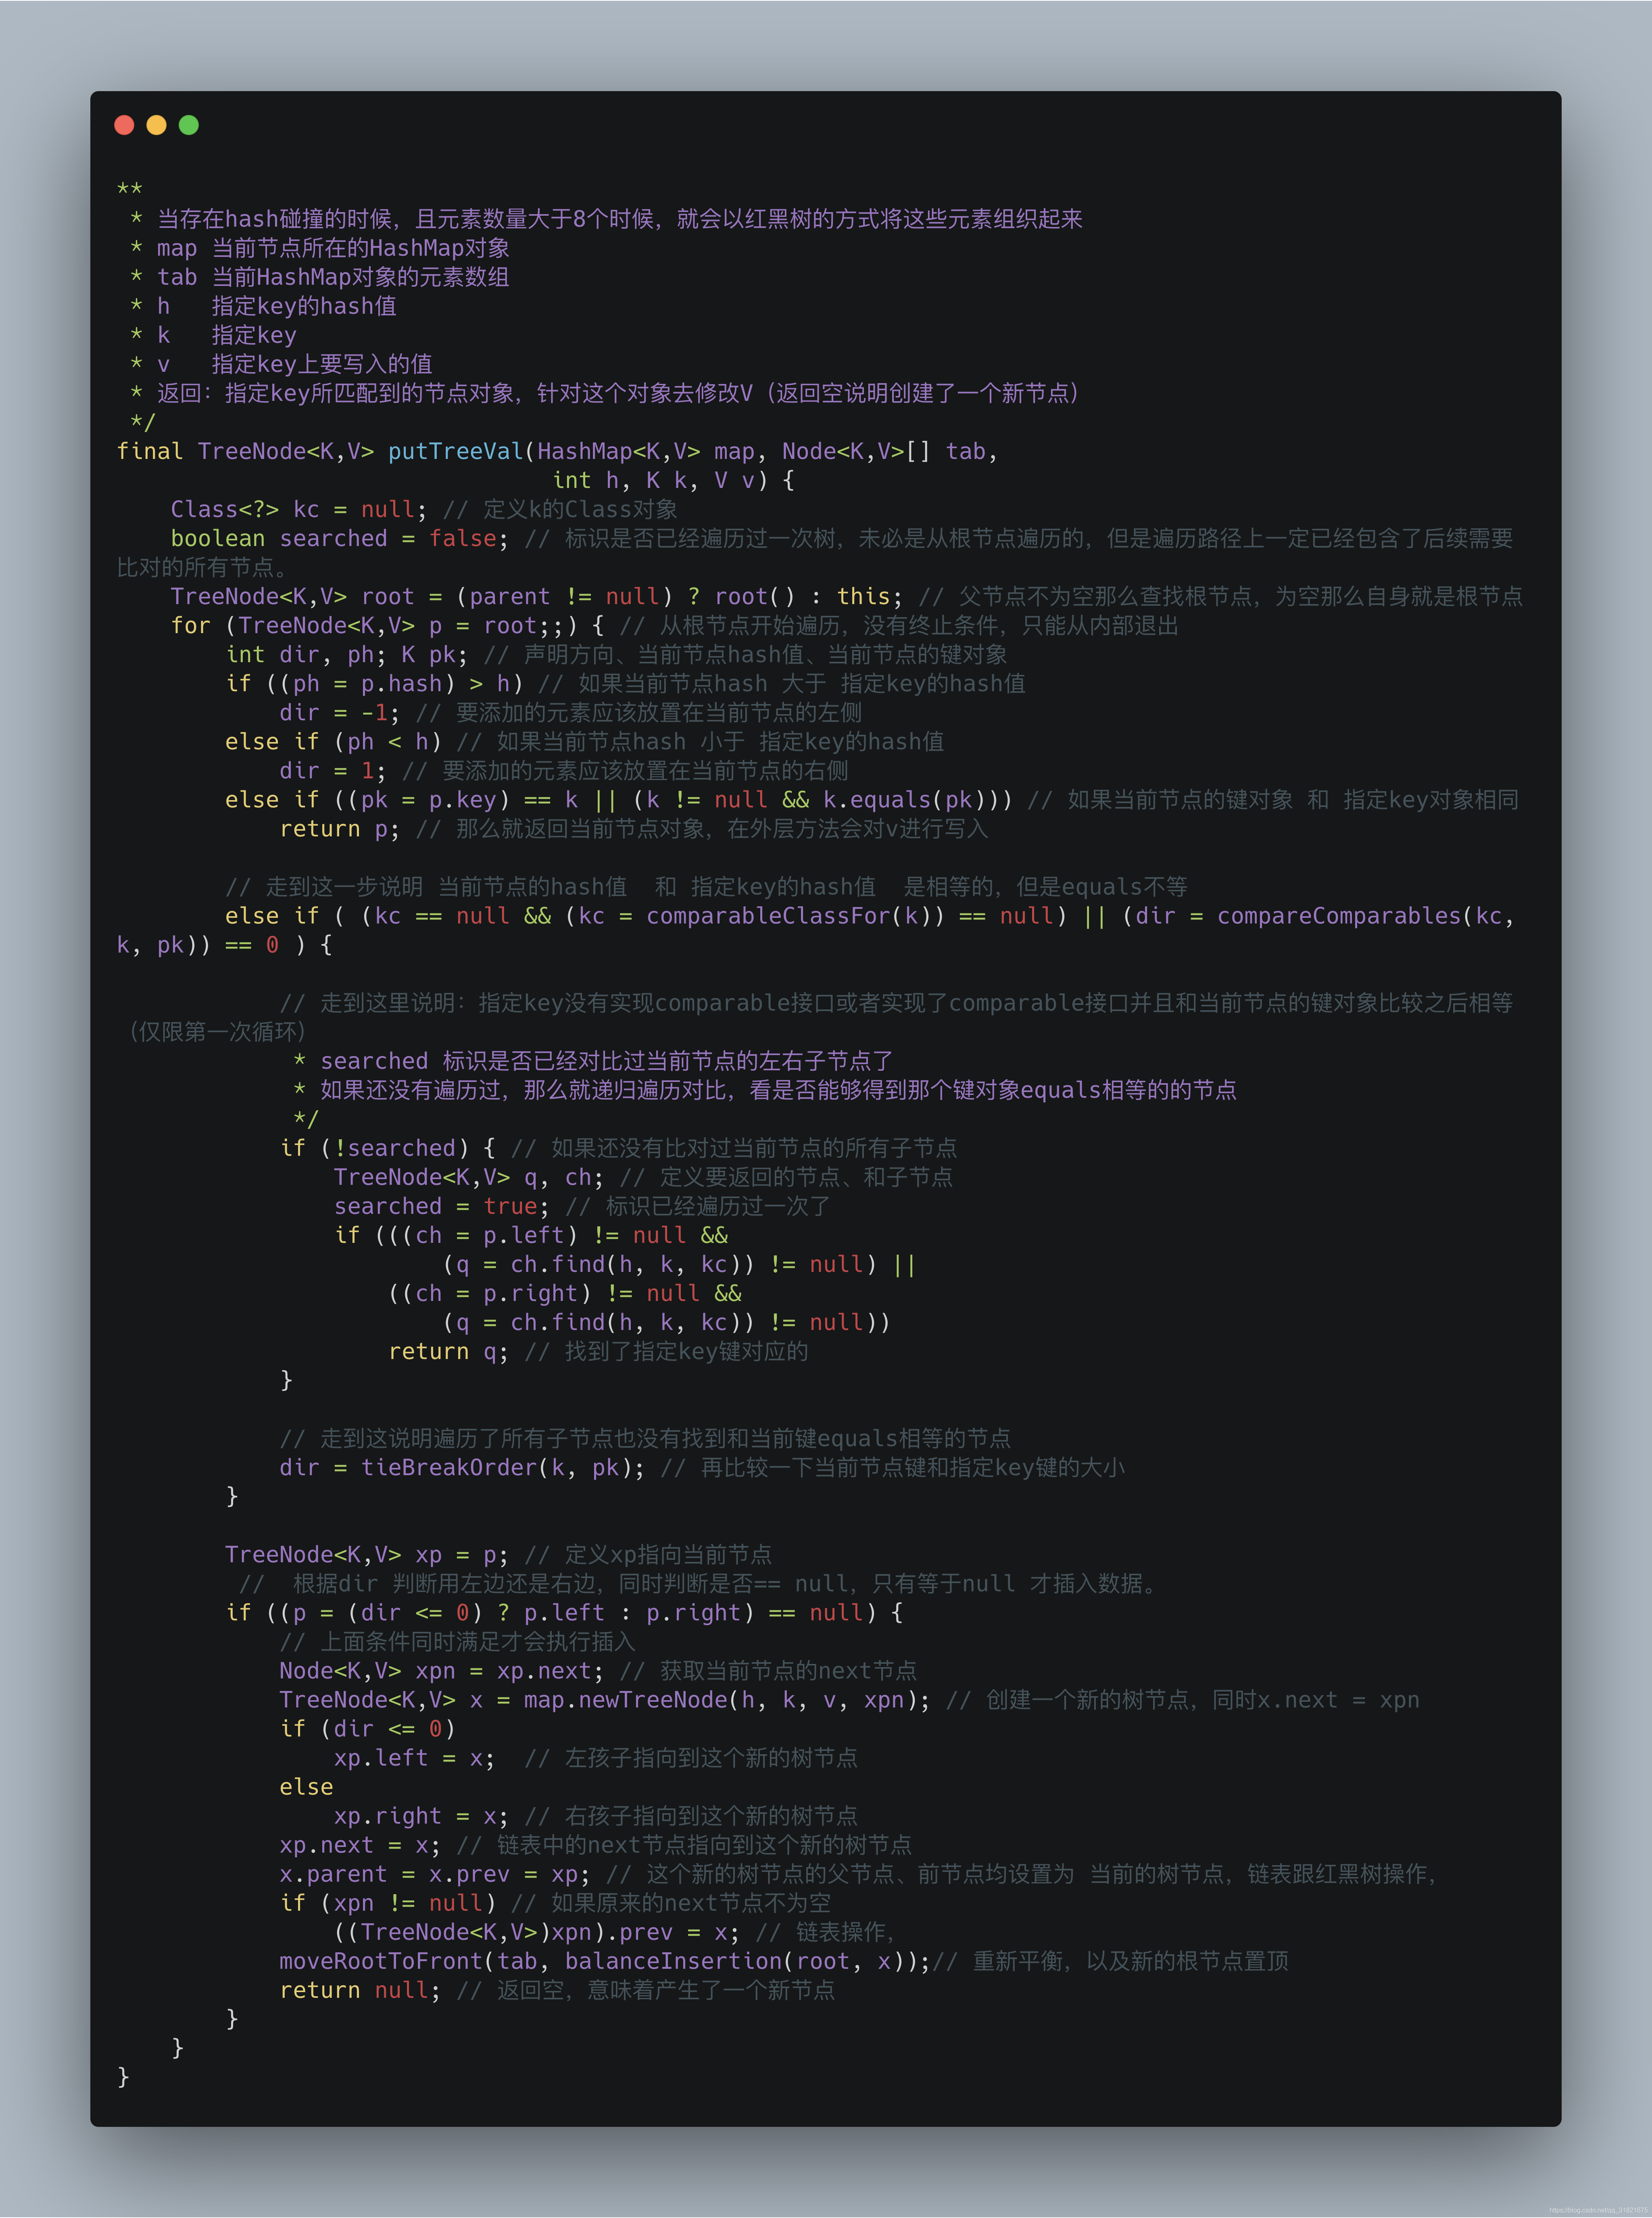 **
 * 当存在hash碰撞的时候，且元素数量大于8个时候，就会以红黑树的方式将这些元素组织起来
 * map 当前节点所在的HashMap对象
 * tab 当前HashMap对象的元素数组
 * h   指定key的hash值
 * k   指定key
 * v   指定key上要写入的值
 * 返回：指定key所匹配到的节点对象，针对这个对象去修改V（返回空说明创建了一个新节点）
 */
final TreeNode<K,V> putTreeVal(HashMap<K,V> map, Node<K,V>[] tab,
                                int h, K k, V v) {
    Class<?> kc = null; // 定义k的Class对象
    boolean searched = false; // 标识是否已经遍历过一次树，未必是从根节点遍历的，但是遍历路径上一定已经包含了后续需要
比对的所有节点。
    TreeNode<K,V> root = (parent != null) ? root() : this; // 父节点不为空那么查找根节点，为空那么自身就是根节点
    for (TreeNode<K,V> p = root;;) { // 从根节点开始遍历，没有终止条件，只能从内部退出
        int dir, ph; K pk; // 声明方向、当前节点hash值、当前节点的键对象
        if ((ph = p.hash) > h) // 如果当前节点hash 大于 指定key的hash值
            dir = -1; // 要添加的元素应该放置在当前节点的左侧
        else if (ph < h) // 如果当前节点hash 小于 指定key的hash值
            dir = 1; // 要添加的元素应该放置在当前节点的右侧
        else if ((pk = p.key) == k || (k != null && k.equals(pk))) // 如果当前节点的键对象 和 指定key对象相同
            return p; // 那么就返回当前节点对象，在外层方法会对v进行写入

        // 走到这一步说明 当前节点的hash值  和 指定key的hash值  是相等的，但是equals不等
        else if ( (kc == null && (kc = comparableClassFor(k)) == null) || (dir = compareComparables(kc,
k, pk)) == 0 ) {

            // 走到这里说明：指定key没有实现comparable接口或者实现了comparable接口并且和当前节点的键对象比较之后相等
（仅限第一次循环）
             * searched 标识是否已经对比过当前节点的左右子节点了
             * 如果还没有遍历过，那么就递归遍历对比，看是否能够得到那个键对象equals相等的的节点
             */
            if (!searched) { // 如果还没有比对过当前节点的所有子节点
                TreeNode<K,V> q, ch; // 定义要返回的节点、和子节点
                searched = true; // 标识已经遍历过一次了
                if (((ch = p.left) != null &&
                        (q = ch.find(h, k, kc)) != null) ||
                    ((ch = p.right) != null &&
                        (q = ch.find(h, k, kc)) != null))
                    return q; // 找到了指定key键对应的
            }

            // 走到这说明遍历了所有子节点也没有找到和当前键equals相等的节点
            dir = tieBreakOrder(k, pk); // 再比较一下当前节点键和指定key键的大小
        }

        TreeNode<K,V> xp = p; // 定义xp指向当前节点
         //  根据dir 判断用左边还是右边，同时判断是否== null，只有等于null 才插入数据。
        if ((p = (dir <= 0) ? p.left : p.right) == null) {
            // 上面条件同时满足才会执行插入
            Node<K,V> xpn = xp.next; // 获取当前节点的next节点
            TreeNode<K,V> x = map.newTreeNode(h, k, v, xpn); // 创建一个新的树节点，同时x.next = xpn
            if (dir <= 0)
                xp.left = x;  // 左孩子指向到这个新的树节点
            else
                xp.right = x; // 右孩子指向到这个新的树节点
            xp.next = x; // 链表中的next节点指向到这个新的树节点
            x.parent = x.prev = xp; // 这个新的树节点的父节点、前节点均设置为 当前的树节点，链表跟红黑树操作，
            if (xpn != null) // 如果原来的next节点不为空
                ((TreeNode<K,V>)xpn).prev = x; // 链表操作，
            moveRootToFront(tab, balanceInsertion(root, x));// 重新平衡，以及新的根节点置顶
            return null; // 返回空，意味着产生了一个新节点
        }
    }
}